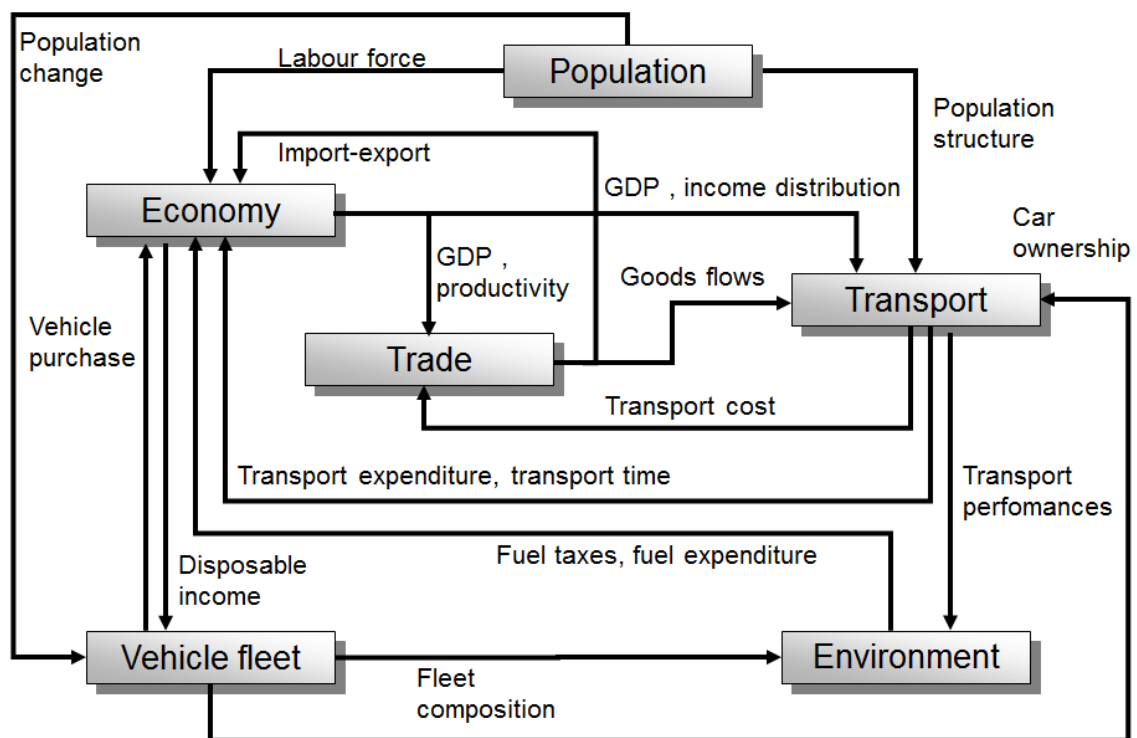 Population
change
Labour force
Population
Population
structure
Import-export
GDP , income distribution
Economy
Car
ownership
GDP ,
productivity
Goods flows
Transport
Vehicle
purchase
Trade
Transport cost
Transport expenditure, transport time
Transport
perfomances
Fuel taxes, fuel expenditure
Disposable
income
Vehicle fleet
Environment
Fleet
composition